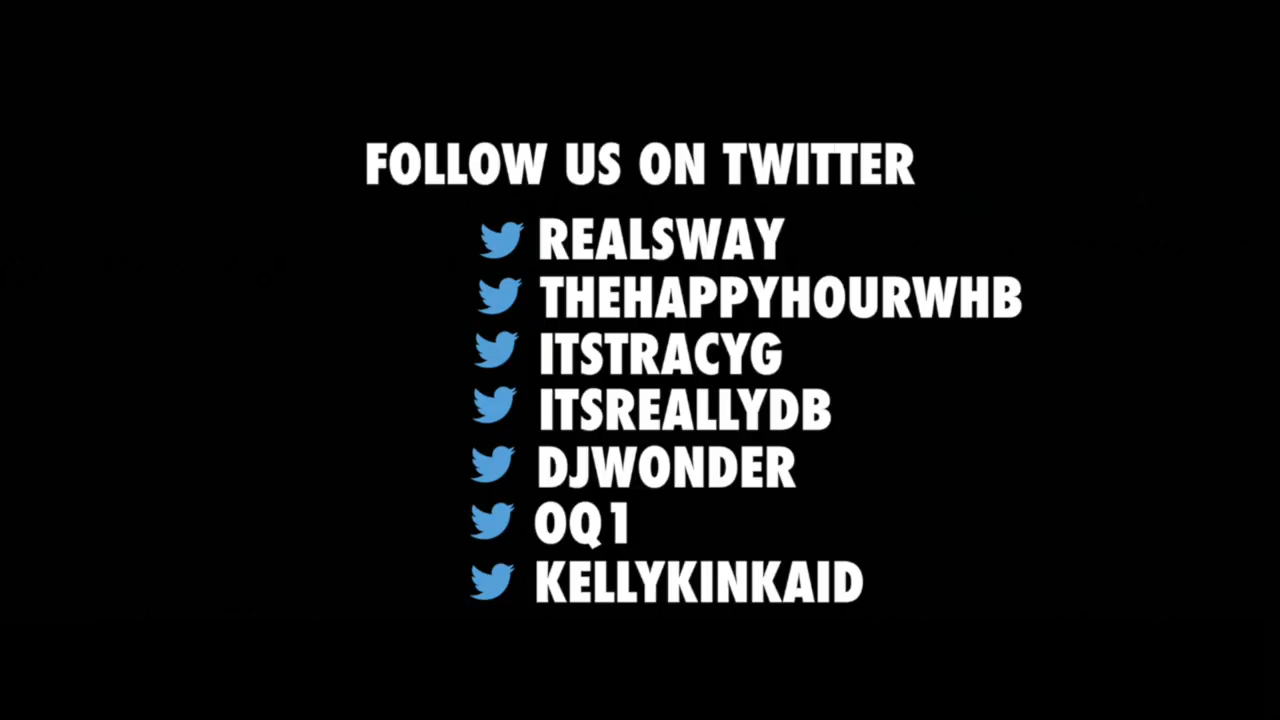 FOLLOW US ON TWITTER
REALSWAY
THEHAPPYHOURWHB
ITSTRACYG
ITSREALLYDB
DJWONDER
OQ1
KELLYKINKAID